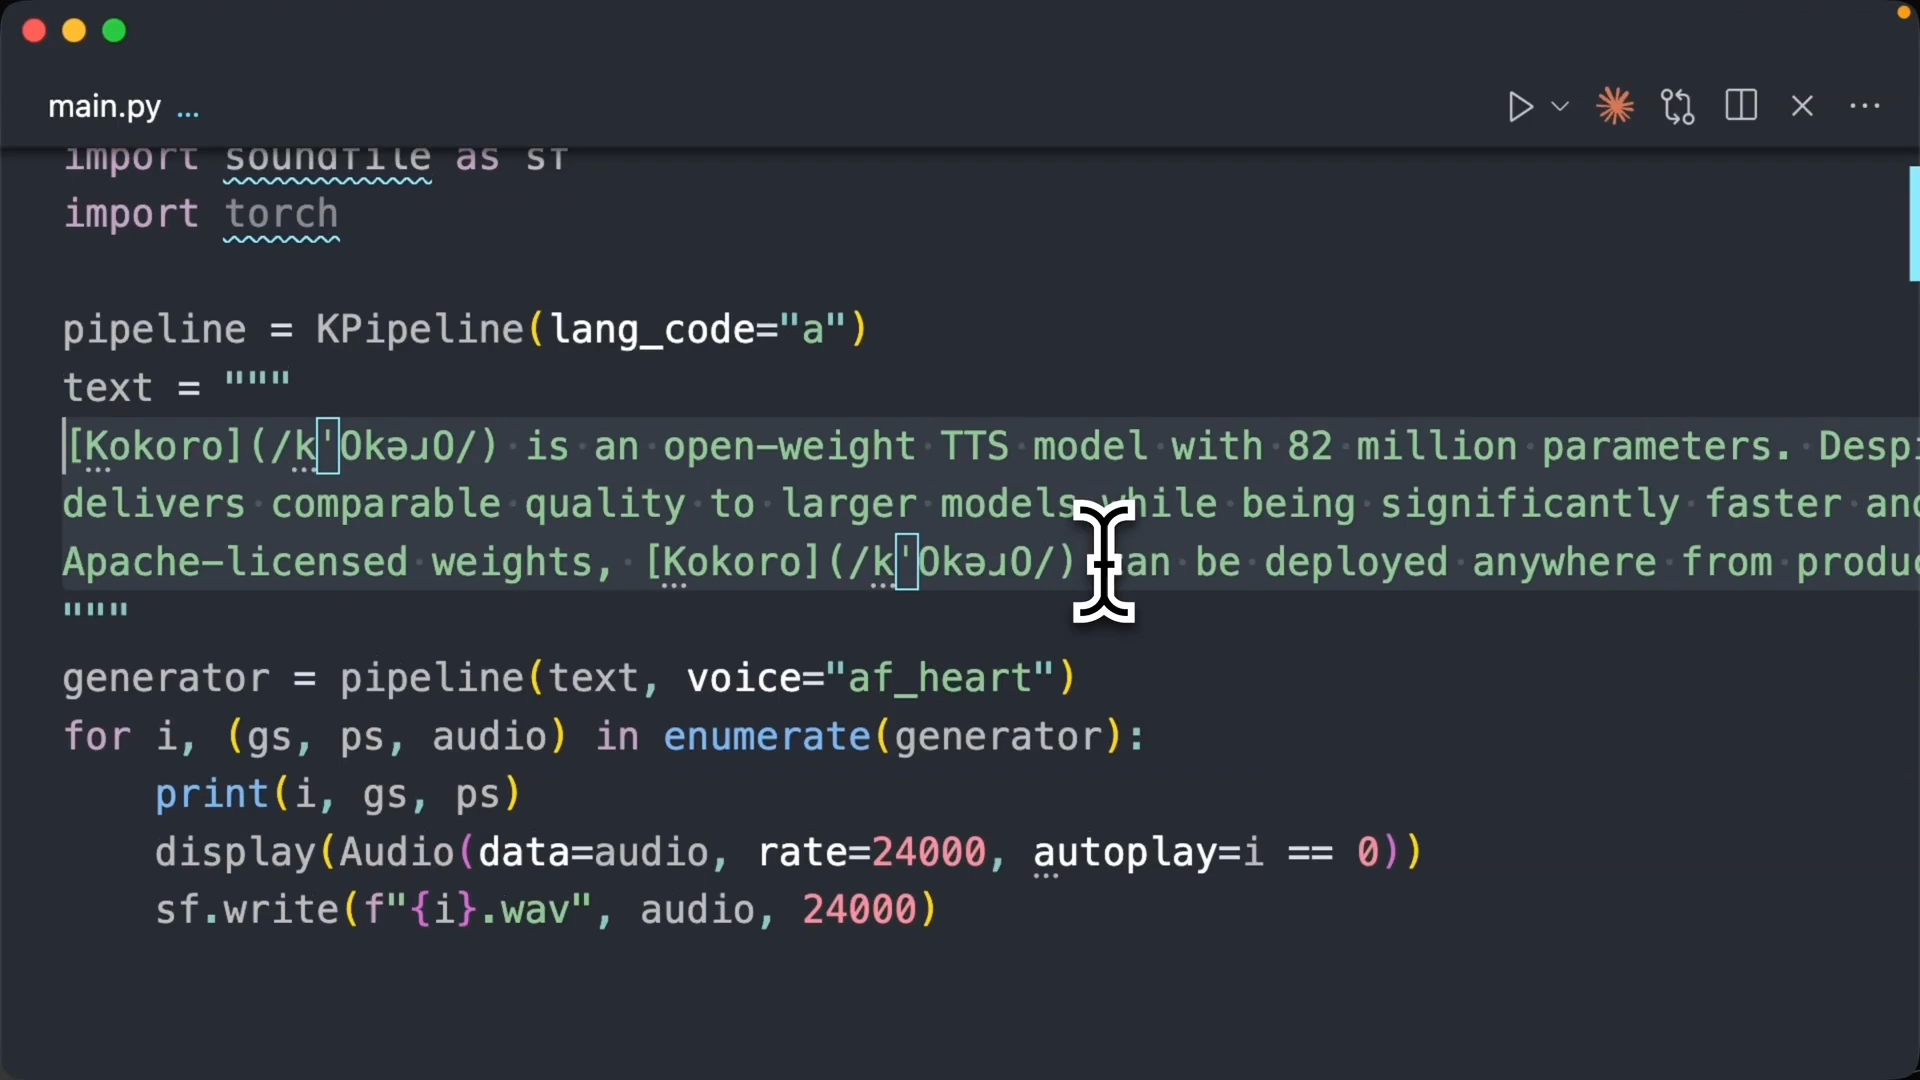 main.py ...
import soundfile as sf
import torch
pipeline = KPipeline(lang_code="a")
text = """
[Kokoro](/kˈOkəɹO/) is an open-weight TTS model with 82 million parameters.
delivers comparable quality to larger models while being significantly faster
Apache-licensed weights, [Kokoro](/kˈOkəɹO/) can be deployed anywhere from
"""
generator = pipeline(text, voice="af_heart")
for i, (gs, ps, audio) in enumerate(generator):
    print(i, gs, ps)
    display(Audio(data=audio, rate=24000, autoplay=i == 0))
    sf.write(f"{i}.wav", audio, 24000)